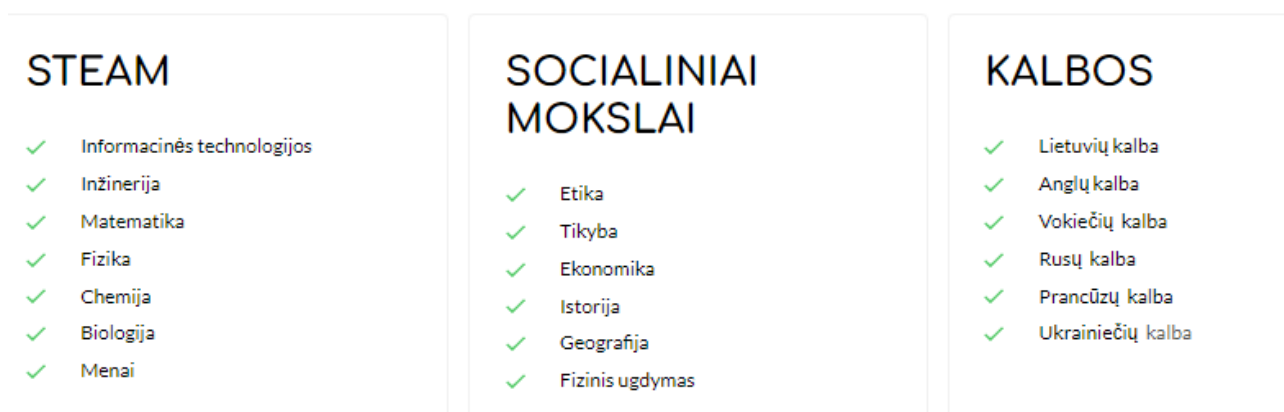 STEAM
Informacinės technologijos
Inžinerija
Matematika
Fizika
Chemija
Biologija
Menai
SOCIALINIAI
MOKSLAI
Etika
Tikyba
Ekonomika
Istorija
Geografija
Fizinis ugdymas
KALBOS
Lietuvių kalba
Anglų kalba
Vokiečių kalba
Rusų kalba
Prancūzų kalba
Ukrainiečių kalba